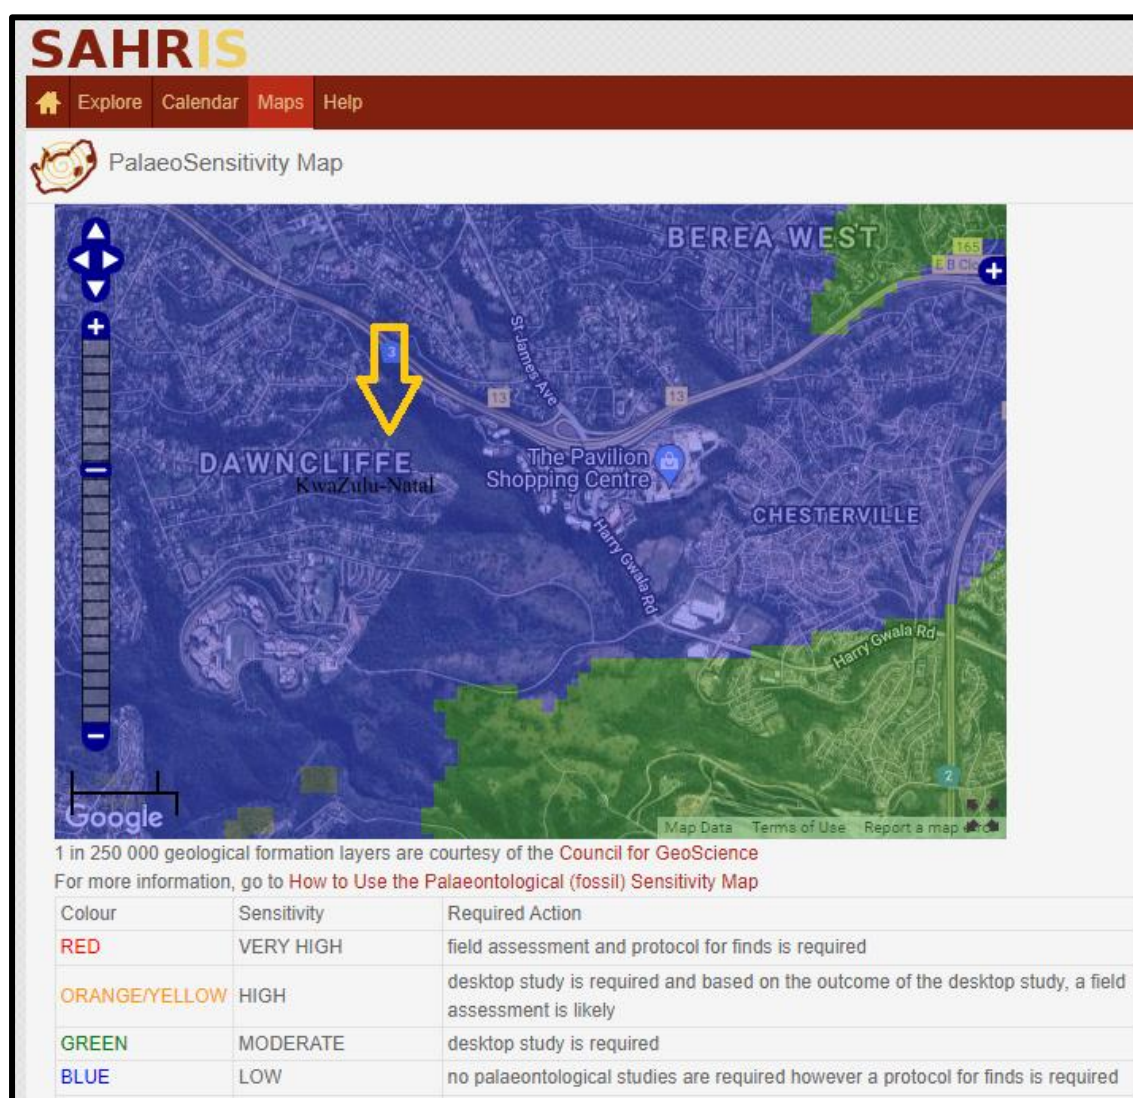 SAHRIS
Explore Calendar Maps Help
PalaeoSensitivity Map
BEREA WEST
165
E B Clo
3
St James Ave
13
13
DAWNCLIFFE
KwaZulu-Natal
The Pavilion
Shopping Centre
CHESTERVILLE
Harry Gwala Rd
Harry Gwala Rd
2
Google
Map Data Terms of Use Report a map error
1 in 250 000 geological formation layers are courtesy of the Council for GeoScience
For more information, go to How to Use the Palaeontological (fossil) Sensitivity Map
Colour Sensitivity Required Action
RED VERY HIGH field assessment and protocol for finds is required
ORANGE/YELLOW HIGH desktop study is required and based on the outcome of the desktop study, a field
assessment is likely
GREEN MODERATE desktop study is required
BLUE LOW no palaeontological studies are required however a protocol for finds is required